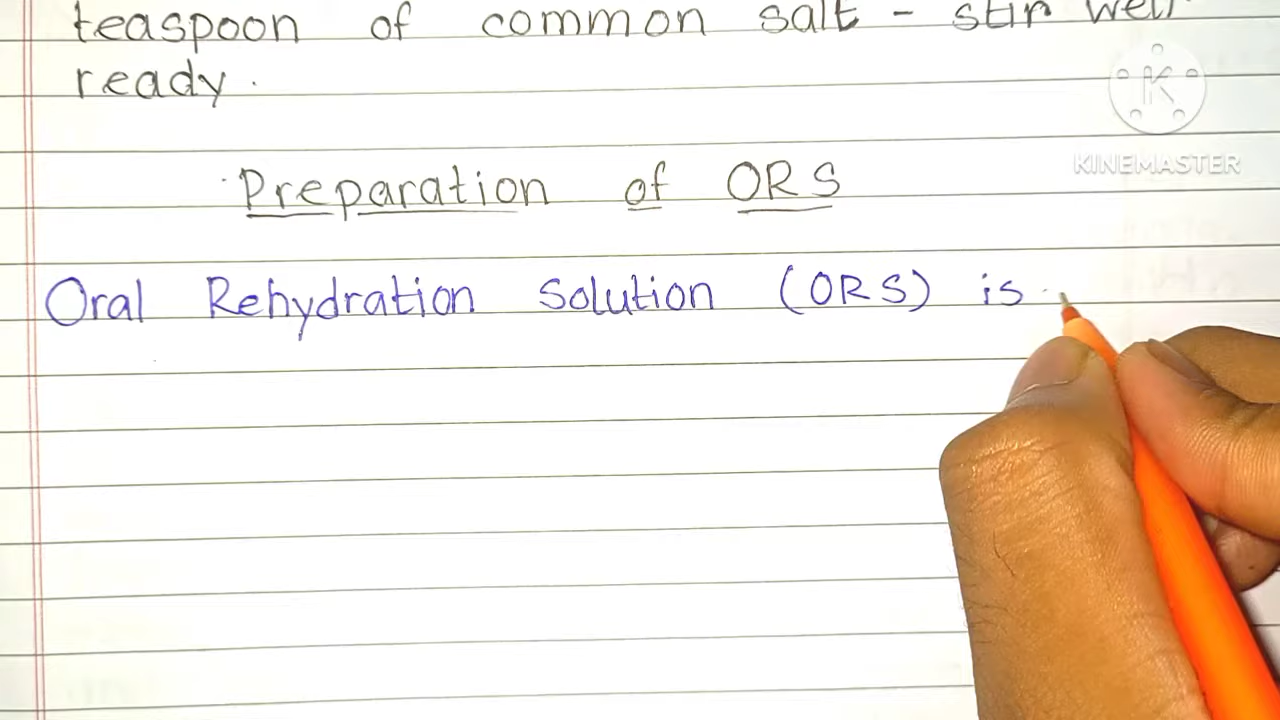 teaspoon of common salt - stir well
ready.
Preparation of ORS
Oral Rehydration Solution (ORS) is
K
KINEMASTER